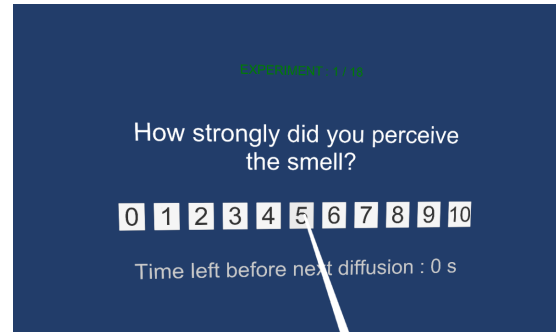 EXPERIMENT : 1 / 18
How strongly did you perceive
the smell?
0 1 2 3 4 5 6 7 8 9 10
Time left before next diffusion : 0 s